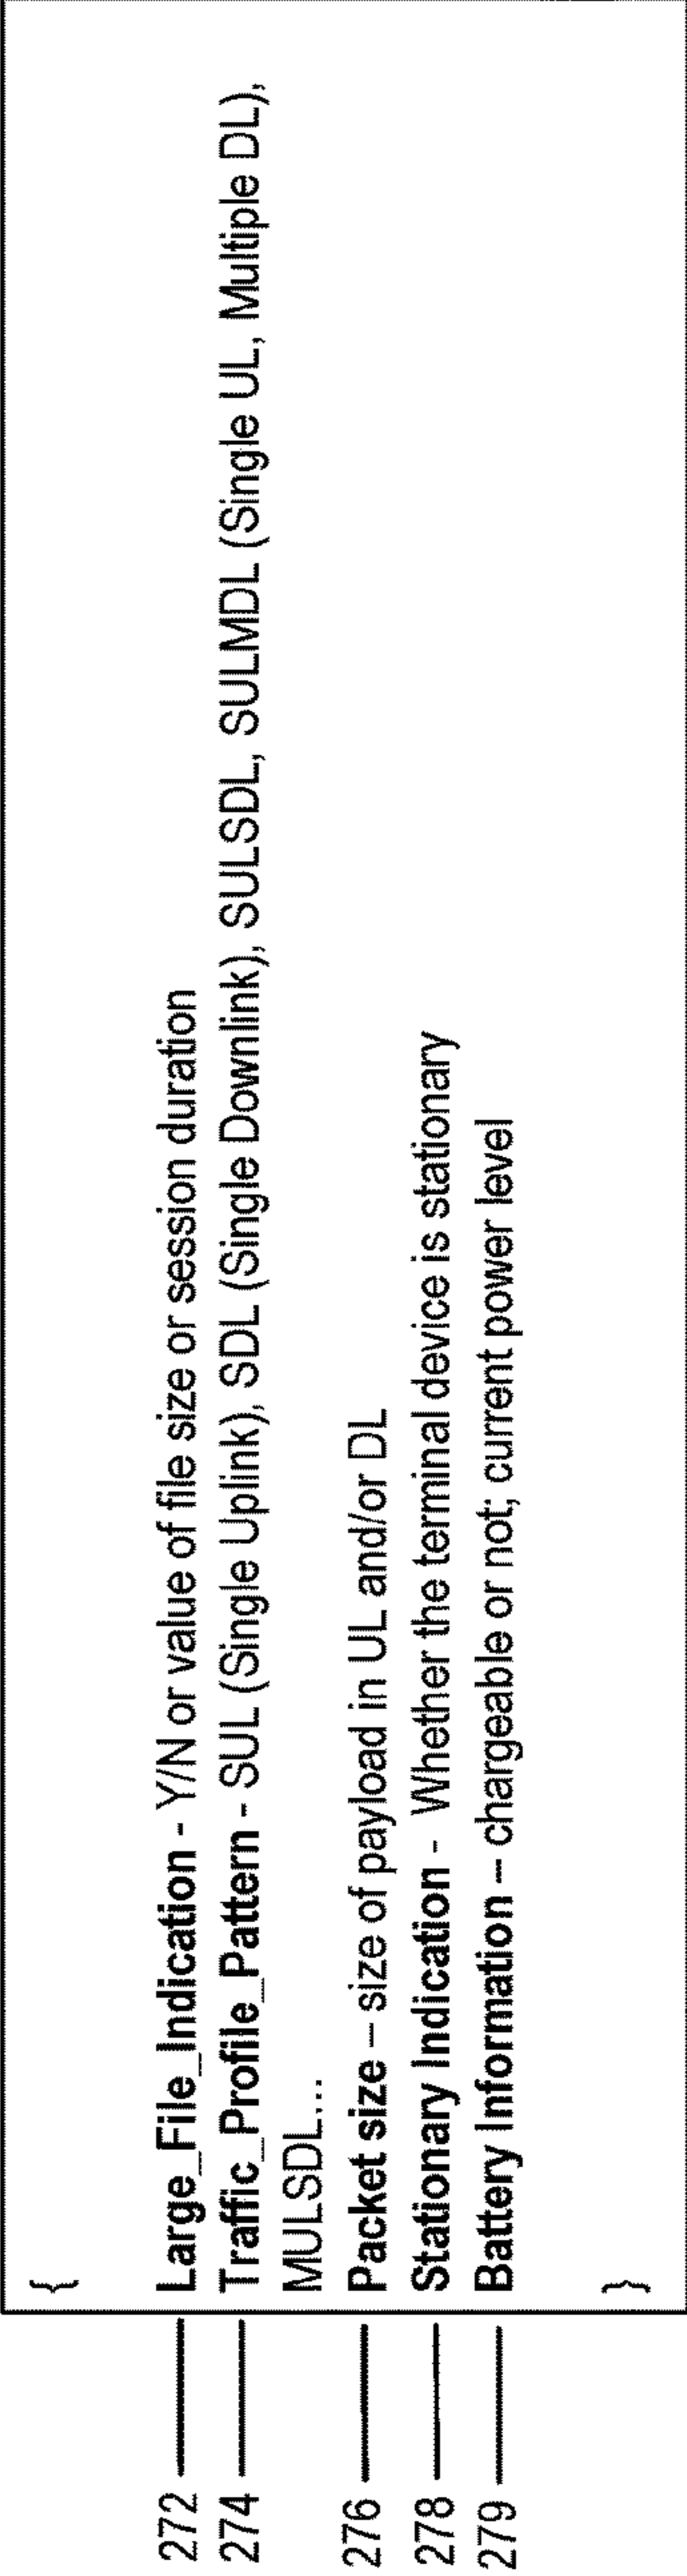 {
272 Large_File_Indication - Y/N or value of file size or session duration
274 Traffic_Profile_Pattern - SUL (Single Uplink), SDL (Single Downlink), SULSDL, SULMDL (Single UL, Multiple DL),
MULSDL...
276 Packet size – size of payload in UL and/or DL
278 Stationary Indication - Whether the terminal device is stationary
279 Battery Information – chargeable or not; current power level
}